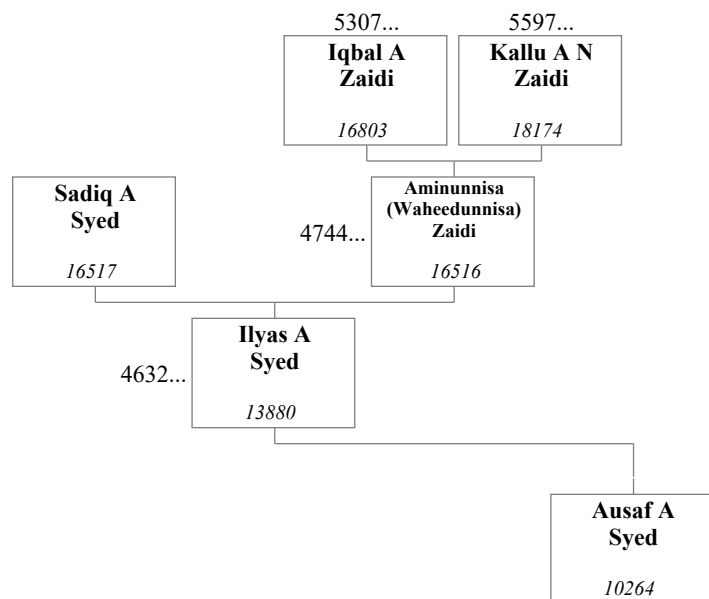 5307... 5597...
Iqbal A Kallu A N
Zaidi Zaidi
16803 18174
Sadiq A
Syed
16517
Aminunnisa
(Waheedunnisa)
Zaidi
4744...
16516
Ilyas A
Syed
4632...
13880
Ausaf A
Syed
10264